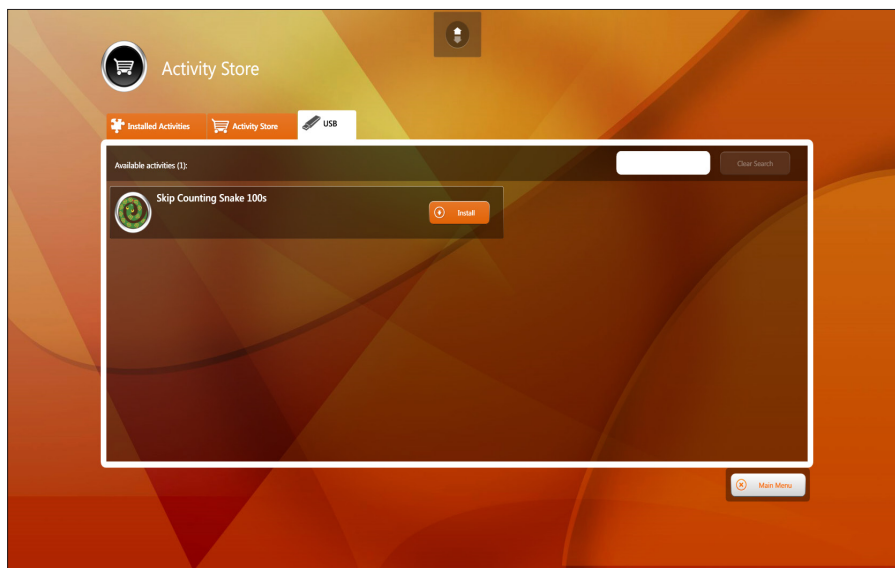 Activity Store
Installed Activities
Activity Store
USB
Available activities (1):
Clear Search
Skip Counting Snake 100s
Install
Main Menu